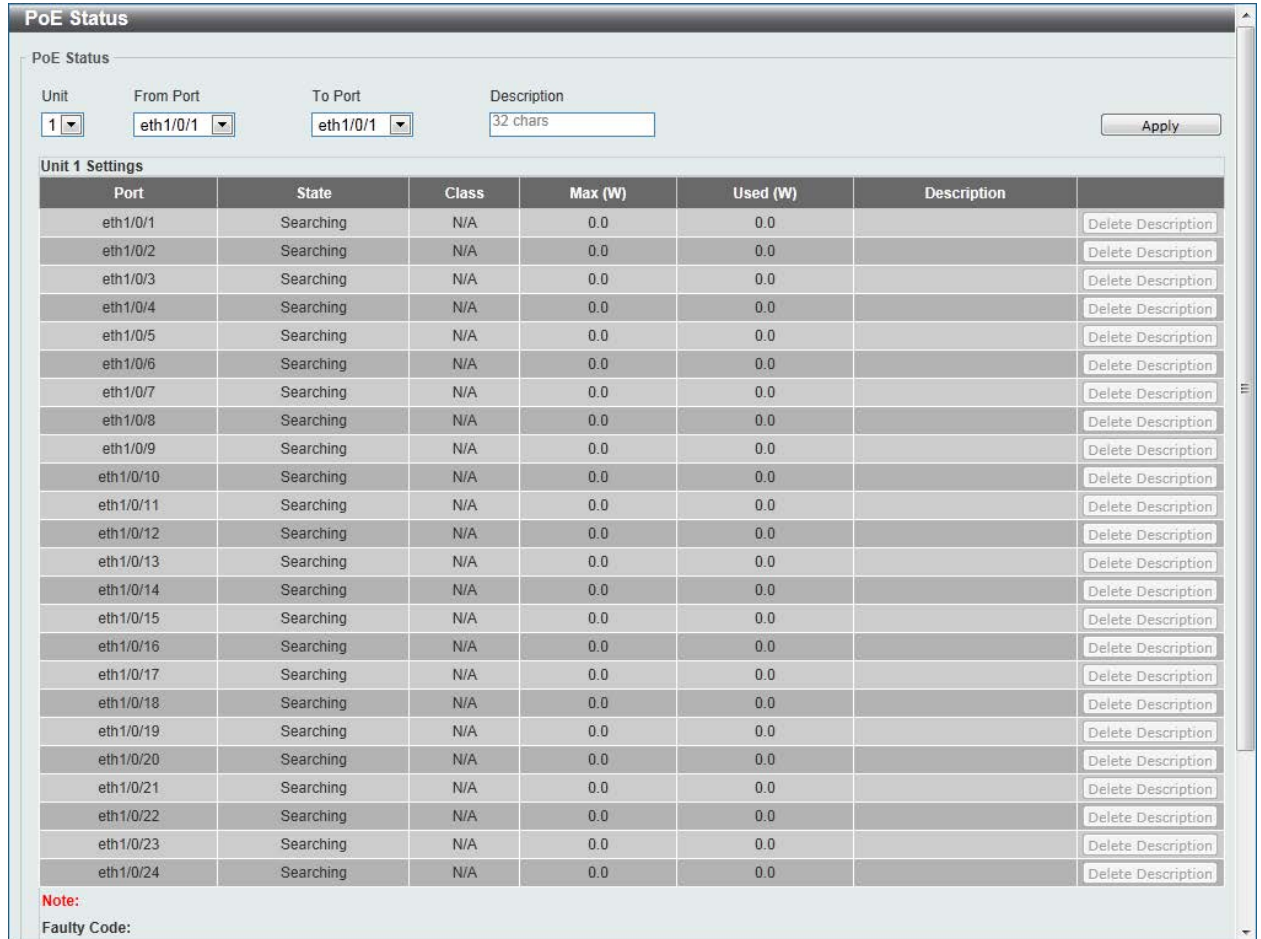 PoE Status
PoE Status
Unit From Port To Port Description
1 eth1/0/1 eth1/0/1 32 chars Apply
Unit 1 Settings
Port State Class Max (W) Used (W) Description
eth1/0/1 Searching N/A 0.0 0.0 Delete Description
eth1/0/2 Searching N/A 0.0 0.0 Delete Description
eth1/0/3 Searching N/A 0.0 0.0 Delete Description
eth1/0/4 Searching N/A 0.0 0.0 Delete Description
eth1/0/5 Searching N/A 0.0 0.0 Delete Description
eth1/0/6 Searching N/A 0.0 0.0 Delete Description
eth1/0/7 Searching N/A 0.0 0.0 Delete Description
eth1/0/8 Searching N/A 0.0 0.0 Delete Description
eth1/0/9 Searching N/A 0.0 0.0 Delete Description
eth1/0/10 Searching N/A 0.0 0.0 Delete Description
eth1/0/11 Searching N/A 0.0 0.0 Delete Description
eth1/0/12 Searching N/A 0.0 0.0 Delete Description
eth1/0/13 Searching N/A 0.0 0.0 Delete Description
eth1/0/14 Searching N/A 0.0 0.0 Delete Description
eth1/0/15 Searching N/A 0.0 0.0 Delete Description
eth1/0/16 Searching N/A 0.0 0.0 Delete Description
eth1/0/17 Searching N/A 0.0 0.0 Delete Description
eth1/0/18 Searching N/A 0.0 0.0 Delete Description
eth1/0/19 Searching N/A 0.0 0.0 Delete Description
eth1/0/20 Searching N/A 0.0 0.0 Delete Description
eth1/0/21 Searching N/A 0.0 0.0 Delete Description
eth1/0/22 Searching N/A 0.0 0.0 Delete Description
eth1/0/23 Searching N/A 0.0 0.0 Delete Description
eth1/0/24 Searching N/A 0.0 0.0 Delete Description
Note:
Faulty Code: